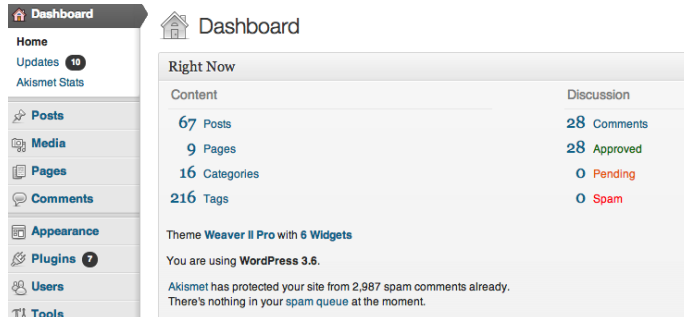 Dashboard
Home
Updates 10
Akismet Stats
Posts
Media
Pages
Comments
Appearance
Plugins 7
Users
Tools
Dashboard
Right Now
Content
67 Posts
9 Pages
16 Categories
216 Tags
Discussion
28 Comments
28 Approved
0 Pending
0 Spam
Theme Weaver II Pro with 6 Widgets
You are using WordPress 3.6.
Akismet has protected your site from 2,987 spam comments already.
There's nothing in your spam queue at the moment.